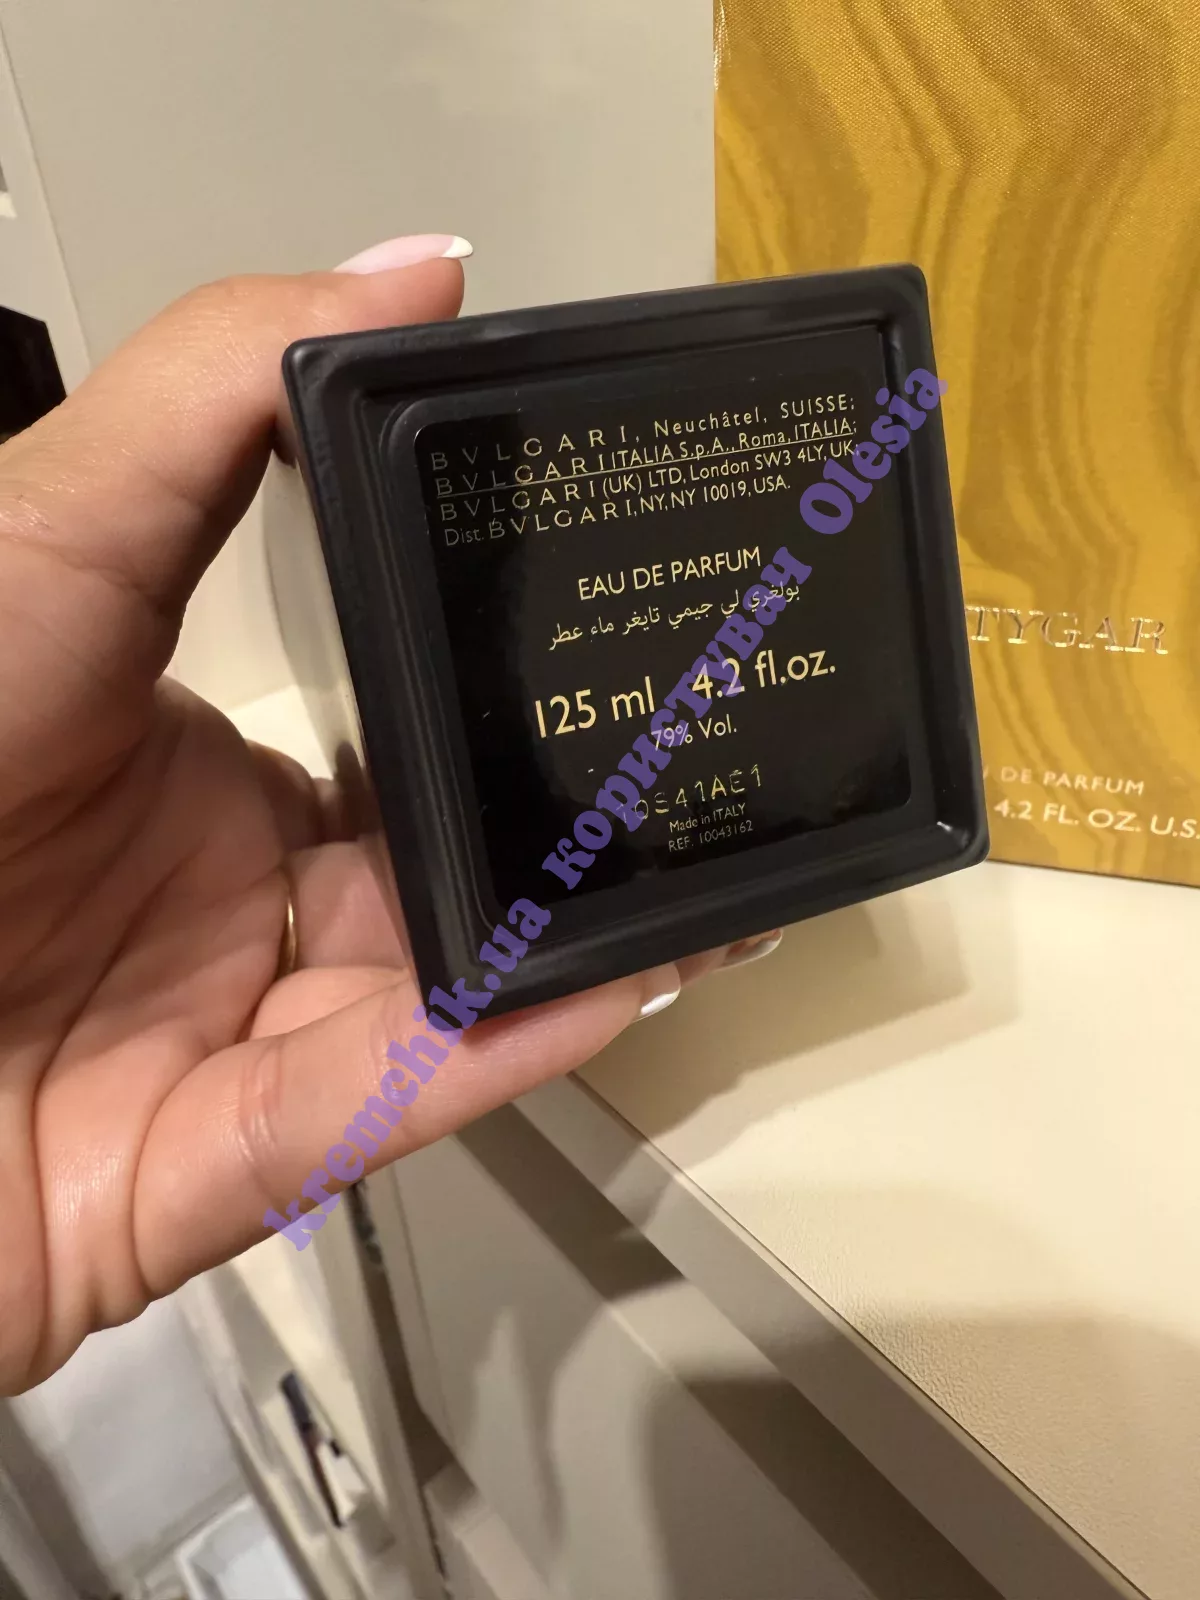 BVLGARI, Neuchâtel, SUISSE;
BVLGARI ITALIA S.p.A., Roma, ITALIA;
BVLGARI (UK) LTD, London SW3 4LY, UK;
Dist. BVLGARI, NY, NY 10019, USA.
EAU DE PARFUM
بولغري لي جيمي تايغر ماء عطر
125 ml 4.2 fl.oz.
79% Vol.
Made in ITALY
REF. 10043162
TYGAR
DE PARFUM
4.2 FL. OZ. U.S.
kremchik.ua користувач Olesia